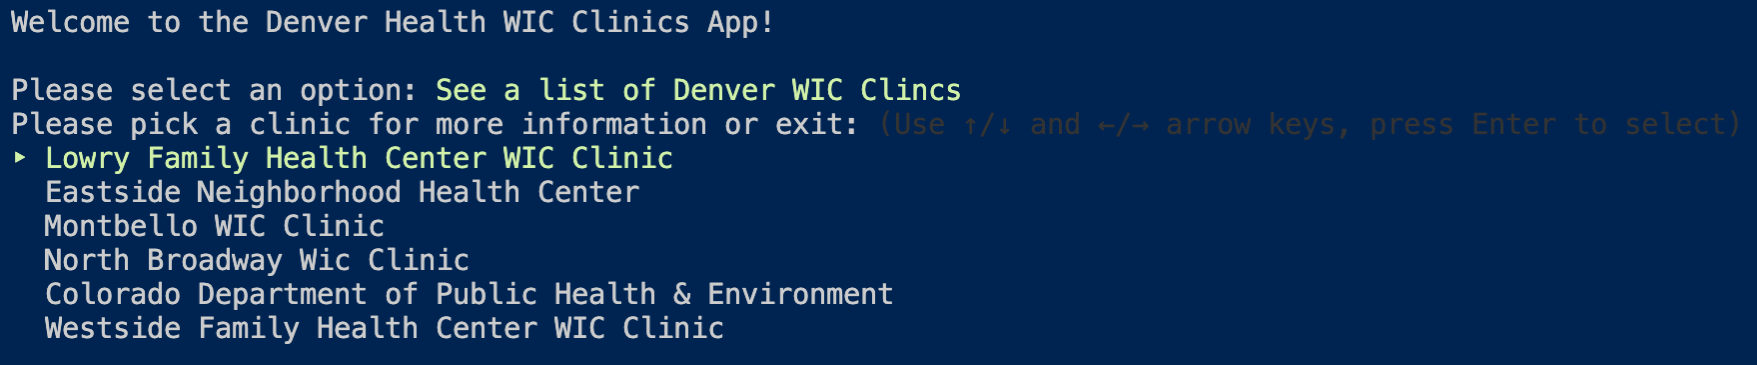 Welcome to the Denver Health WIC Clinics App!
Please select an option: See a list of Denver WIC Clincs
Please pick a clinic for more information or exit: (Use ↑/↓ and ←/→ arrow keys, press Enter to select)
‣ Lowry Family Health Center WIC Clinic
Eastside Neighborhood Health Center
Montbello WIC Clinic
North Broadway Wic Clinic
Colorado Department of Public Health & Environment
Westside Family Health Center WIC Clinic